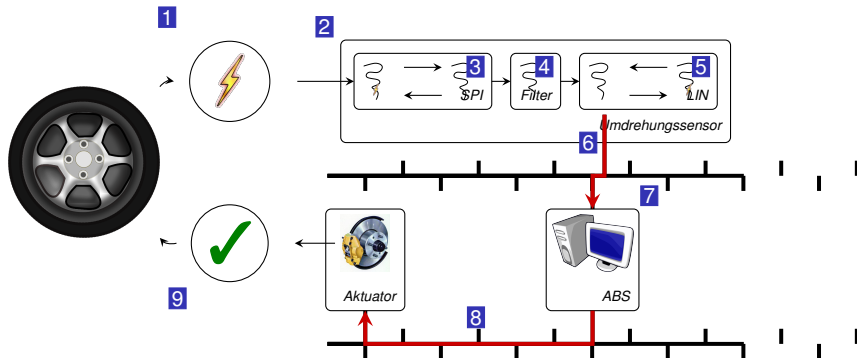 1
2
3
4
5
SPI
Filter
LIN
Umdrehungssensor
6
7
9
Aktuator
ABS
8